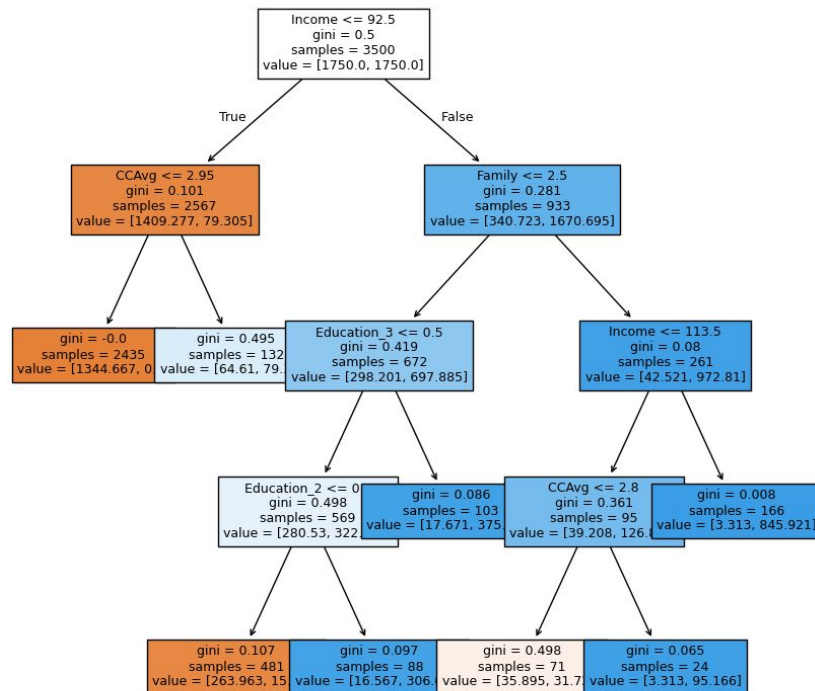 Income <= 92.5
gini = 0.5
samples = 3500
value = [1750.0, 1750.0]
True
False
CCAvg <= 2.95
gini = 0.101
samples = 2567
value = [1409.277, 79.305]
Family <= 2.5
gini = 0.281
samples = 933
value = [340.723, 1670.695]
gini = -0.0
samples = 2435
value = [1344.667, 0
gini = 0.495
samples = 132
value = [64.61, 79.
Education_3 <= 0.5
gini = 0.419
samples = 672
value = [298.201, 697.885]
Income <= 113.5
gini = 0.08
samples = 261
value = [42.521, 972.81]
Education_2 <= 0
gini = 0.498
samples = 569
value = [280.53, 322.
gini = 0.086
samples = 103
value = [17.671, 375.
CCAvg <= 2.8
gini = 0.361
samples = 95
value = [39.208, 126.
gini = 0.008
samples = 166
value = [3.313, 845.921]
gini = 0.107
samples = 481
value = [263.963, 15.
gini = 0.097
samples = 88
value = [16.567, 306.
gini = 0.498
samples = 71
value = [35.895, 31.7
gini = 0.065
samples = 24
value = [3.313, 95.166]